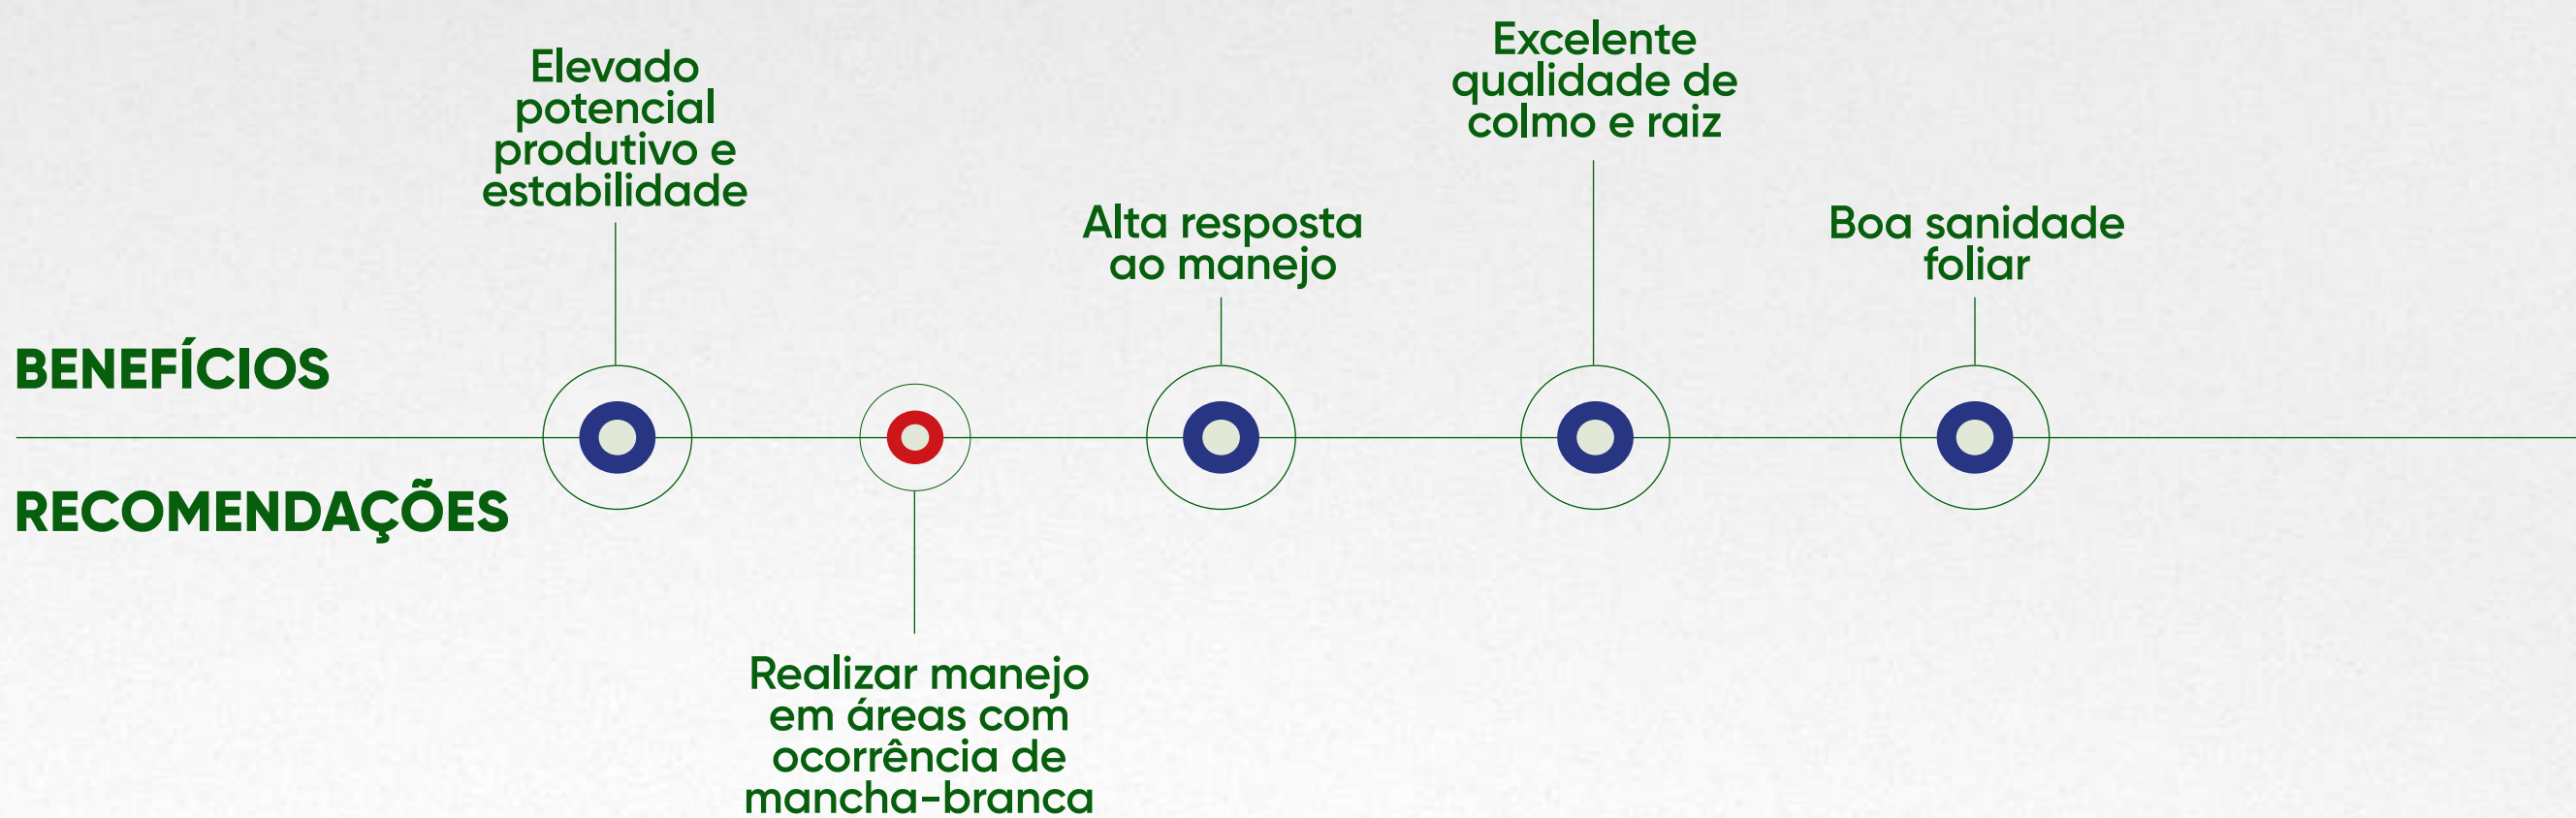 BENEFÍCIOS
Elevado
potencial
produtivo e
estabilidade
Alta resposta
ao manejo
Excelente
qualidade de
colmo e raiz
Boa sanidade
foliar
RECOMENDAÇÕES
Realizar manejo
em áreas com
ocorrência de
mancha-branca